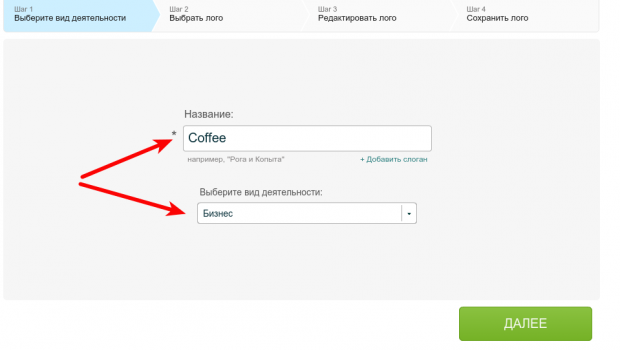 Шаг 1
Выберите вид деятельности
Шаг 2
Выбрать лого
Шаг 3
Редактировать лого
Шаг 4
Сохранить лого
Название:
* Coffee
например, "Рога и Копыта"
+ Добавить слоган
Выберите вид деятельности:
Бизнес
ДАЛЕЕ